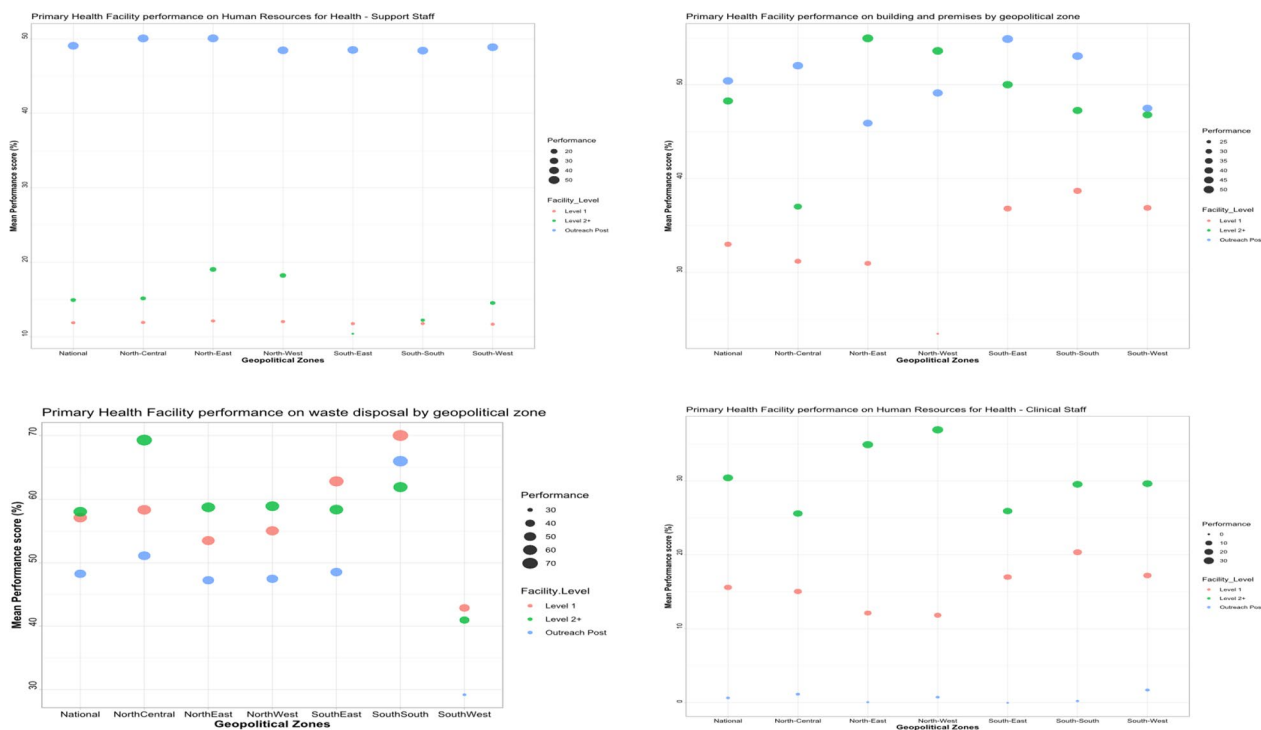 Primary Health Facility performance on Human Resources for Health - Support Staff
Mean Performance score (%)
50
40
30
20
10
National North-Central North-East North-West South-East South-South South-West
Geopolitical Zones
Performance
20
30
40
50
Facility_Level
Level 1
Level 2+
Outreach Post
Primary Health Facility performance on building and premises by geopolitical zone
Mean Performance score (%)
50
40
30
National North-Central North-East North-West South-East South-South South-West
Geopolitical Zones
Performance
25
30
35
40
45
50
Facility_Level
Level 1
Level 2+
Outreach Post
Primary Health Facility performance on waste disposal by geopolitical zone
Mean Performance score (%)
70
60
50
40
30
National NorthCentral NorthEast NorthWest SouthEast SouthSouth SouthWest
Geopolitical Zones
Performance
30
40
50
60
70
Facility.Level
Level 1
Level 2+
Outreach Post
Primary Health Facility performance on Human Resources for Health - Clinical Staff
Mean Performance score (%)
30
20
10
0
National North-Central North-East North-West South-East South-South South-West
Geopolitical Zones
Performance
0
10
20
30
Facility_Level
Level 1
Level 2+
Outreach Post